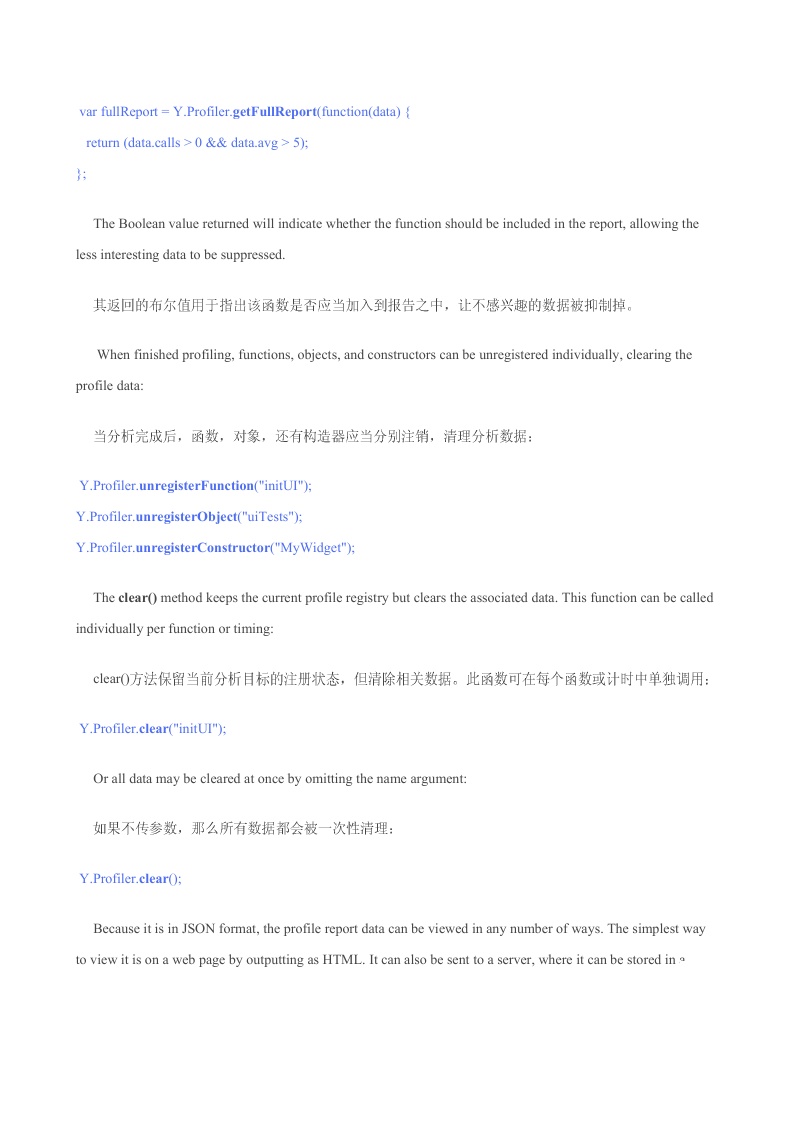 var fullReport = Y.Profiler.getFullReport(function(data) {
return (data.calls > 0 && data.avg > 5);
};
The Boolean value returned will indicate whether the function should be included in the report, allowing the
less interesting data to be suppressed.
其返回的布尔值用于指出该函数是否应当加入到报告之中，让不感兴趣的数据被抑制掉。
When finished profiling, functions, objects, and constructors can be unregistered individually, clearing the
profile data:
当分析完成后，函数，对象，还有构造器应当分别注销，清理分析数据：
Y.Profiler.unregisterFunction("initUI");
Y.Profiler.unregisterObject("uiTests");
Y.Profiler.unregisterConstructor("MyWidget");
The clear() method keeps the current profile registry but clears the associated data. This function can be called
individually per function or timing:
clear()方法保留当前分析目标的注册状态，但清除相关数据。此函数可在每个函数或计时中单独调用：
Y.Profiler.clear("initUI");
Or all data may be cleared at once by omitting the name argument:
如果不传参数，那么所有数据都会被一次性清理：
Y.Profiler.clear();
Because it is in JSON format, the profile report data can be viewed in any number of ways. The simplest way
to view it is on a web page by outputting as HTML. It can also be sent to a server, where it can be stored in